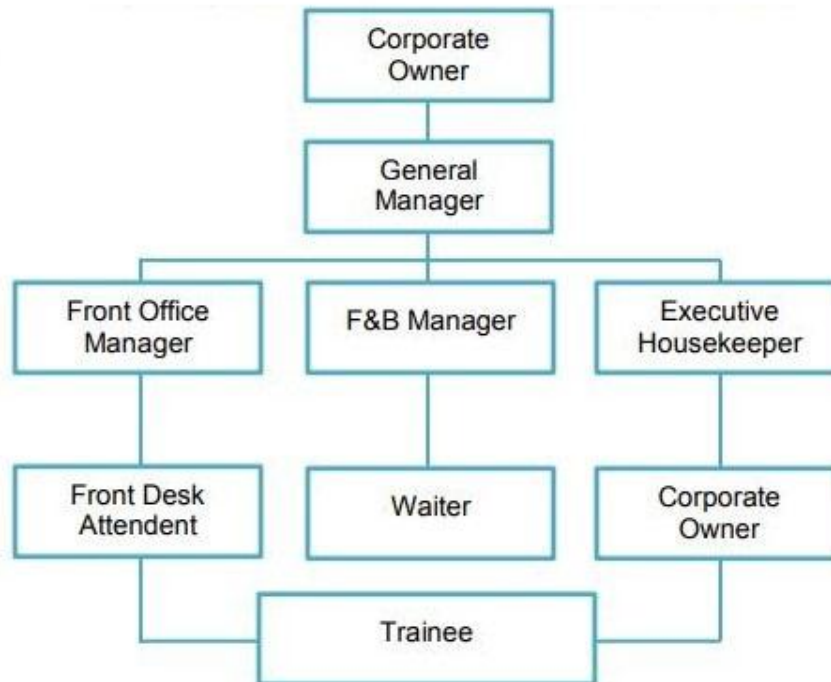 Corporate
Owner
General
Manager
Front Office
Manager
F&B Manager
Executive
Housekeeper
Front Desk
Attendent
Waiter
Corporate
Owner
Trainee